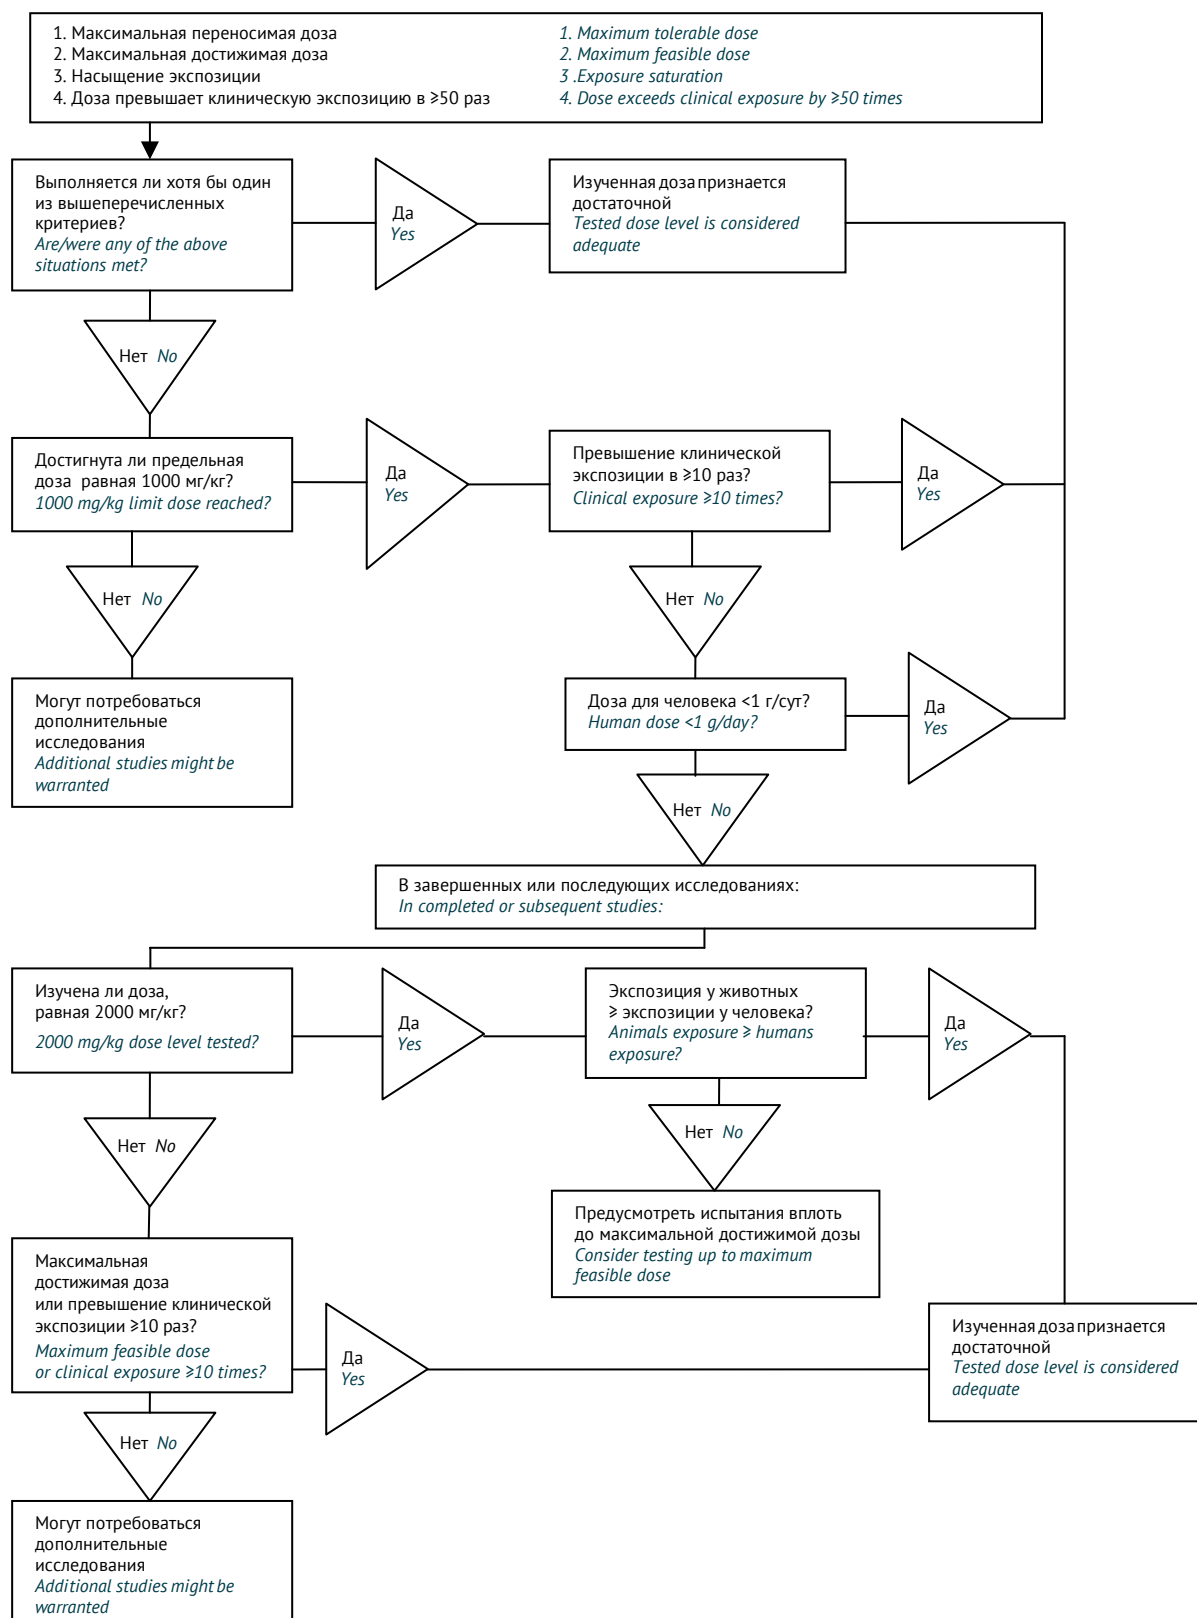 1. Максимальная переносимая доза
2. Максимальная достижимая доза
3. Насыщение экспозиции
4. Доза превышает клиническую экспозицию в ≥50 раз
1. Maximum tolerable dose
2. Maximum feasible dose
3 .Exposure saturation
4. Dose exceeds clinical exposure by ≥50 times
Выполняется ли хотя бы один
из вышеперечисленных
критериев?
Are/were any of the above
situations met?
Да
Yes
Изученная доза признается
достаточной
Tested dose level is considered
adequate
Нет No
Достигнута ли предельная
доза равная 1000 мг/кг?
1000 mg/kg limit dose reached?
Да
Yes
Превышение клинической
экспозиции в ≥10 раз?
Clinical exposure ≥10 times?
Да
Yes
Нет No
Нет No
Могут потребоваться
дополнительные
исследования
Additional studies might be
warranted
Доза для человека <1 г/сут?
Human dose <1 g/day?
Да
Yes
Нет No
В завершенных или последующих исследованиях:
In completed or subsequent studies:
Изучена ли доза,
равная 2000 мг/кг?
2000 mg/kg dose level tested?
Да
Yes
Экспозиция у животных
≥ экспозиции у человека?
Animals exposure ≥ humans
exposure?
Да
Yes
Нет No
Нет No
Предусмотреть испытания вплоть
до максимальной достижимой дозы
Consider testing up to maximum
feasible dose
Максимальная
достижимая доза
или превышение клинической
экспозиции ≥10 раз?
Maximum feasible dose
or clinical exposure ≥10 times?
Да
Yes
Изученная доза признается
достаточной
Tested dose level is considered
adequate
Нет No
Могут потребоваться
дополнительные
исследования
Additional studies might be
warranted